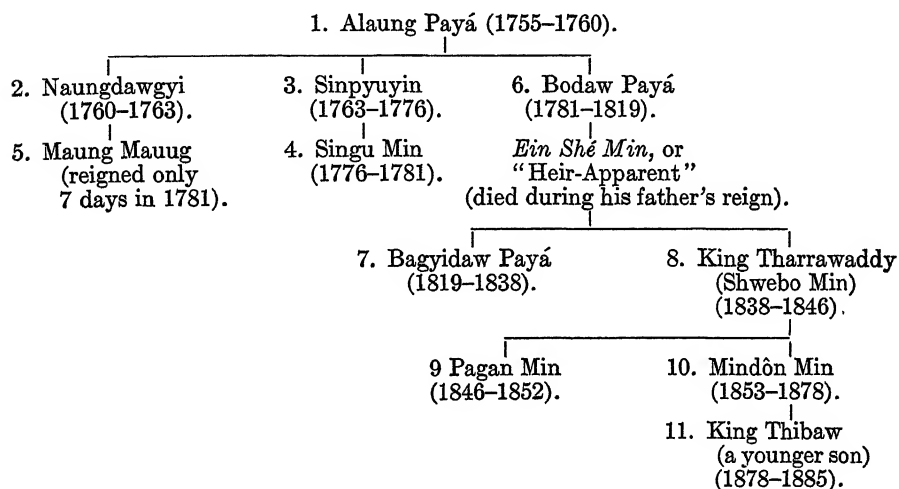 1. Alaung Payá (1755–1760).
2. Naungdawgyi
(1760–1763).
3. Sinpyuyin
(1763–1776).
6. Bodaw Payá
(1781–1819).
5. Maung Mauug
(reigned only
7 days in 1781).
4. Singu Min
(1776–1781).
Ein Shé Min, or
"Heir-Apparent"
(died during his father's reign).
7. Bagyidaw Payá
(1819–1838).
8. King Tharrawaddy
(Shwebo Min)
(1838–1846).
9 Pagan Min
(1846–1852).
10. Mindôn Min
(1853–1878).
11. King Thibaw
(a younger son)
(1878–1885).